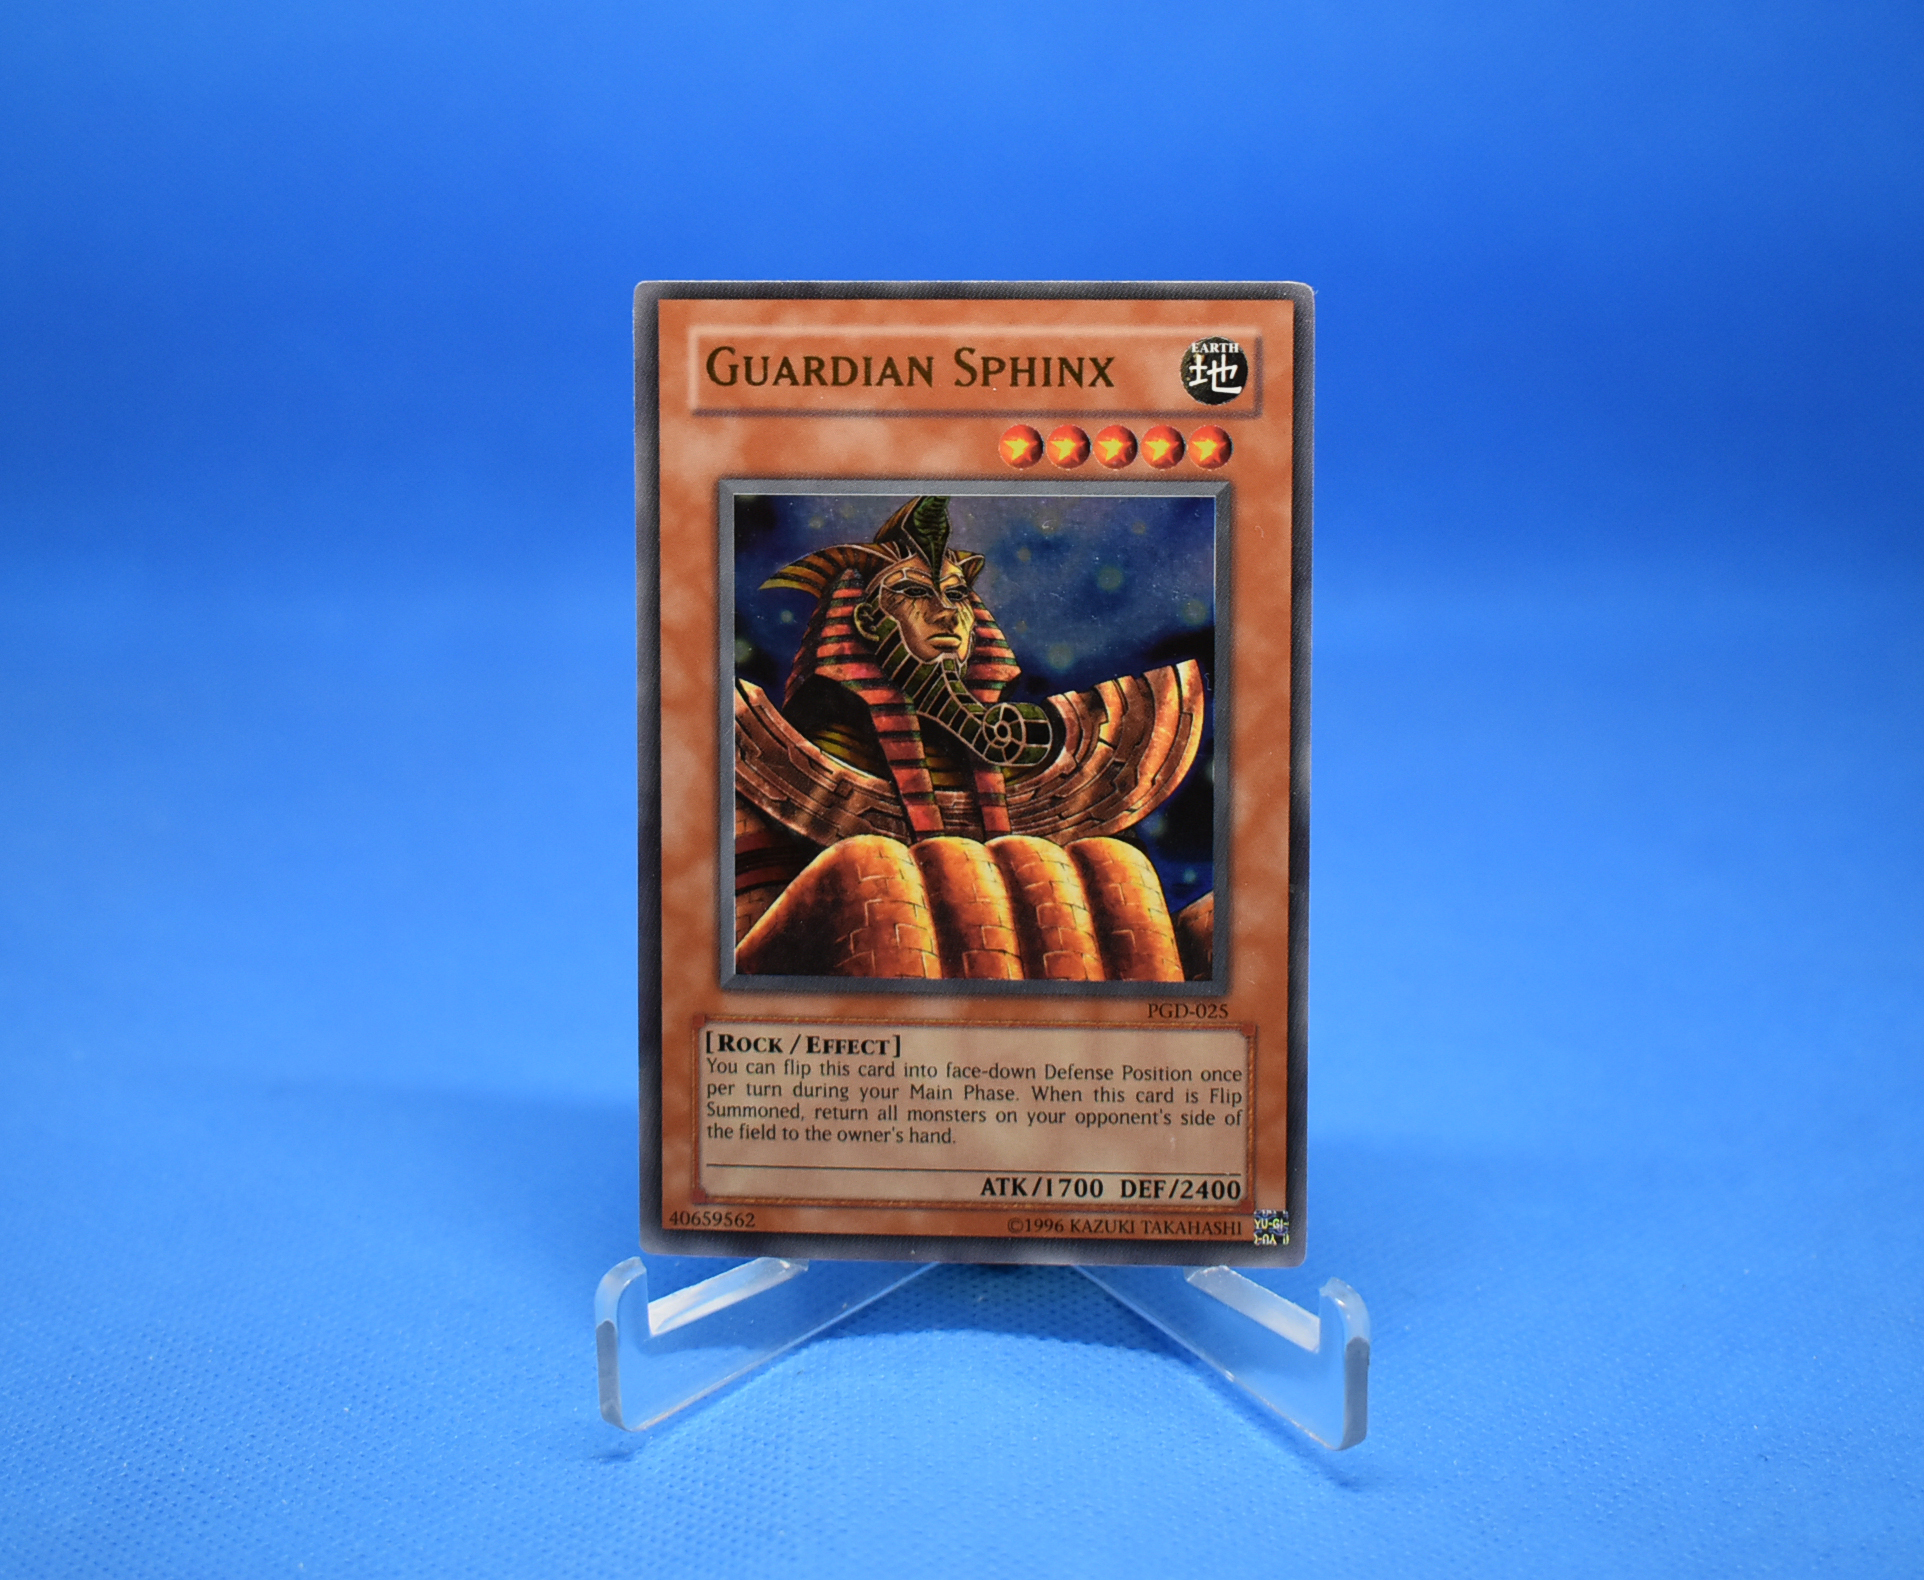 GUARDIAN SPHINX
EARTH
地
PGD-025
[ROCK / EFFECT]
You can flip this card into face-down Defense Position once
per turn during your Main Phase. When this card is Flip
Summoned, return all monsters on your opponent's side of
the field to the owner's hand.
ATK/1700 DEF/2400
40659562
©1996 KAZUKI TAKAHASHI
YU-GI-